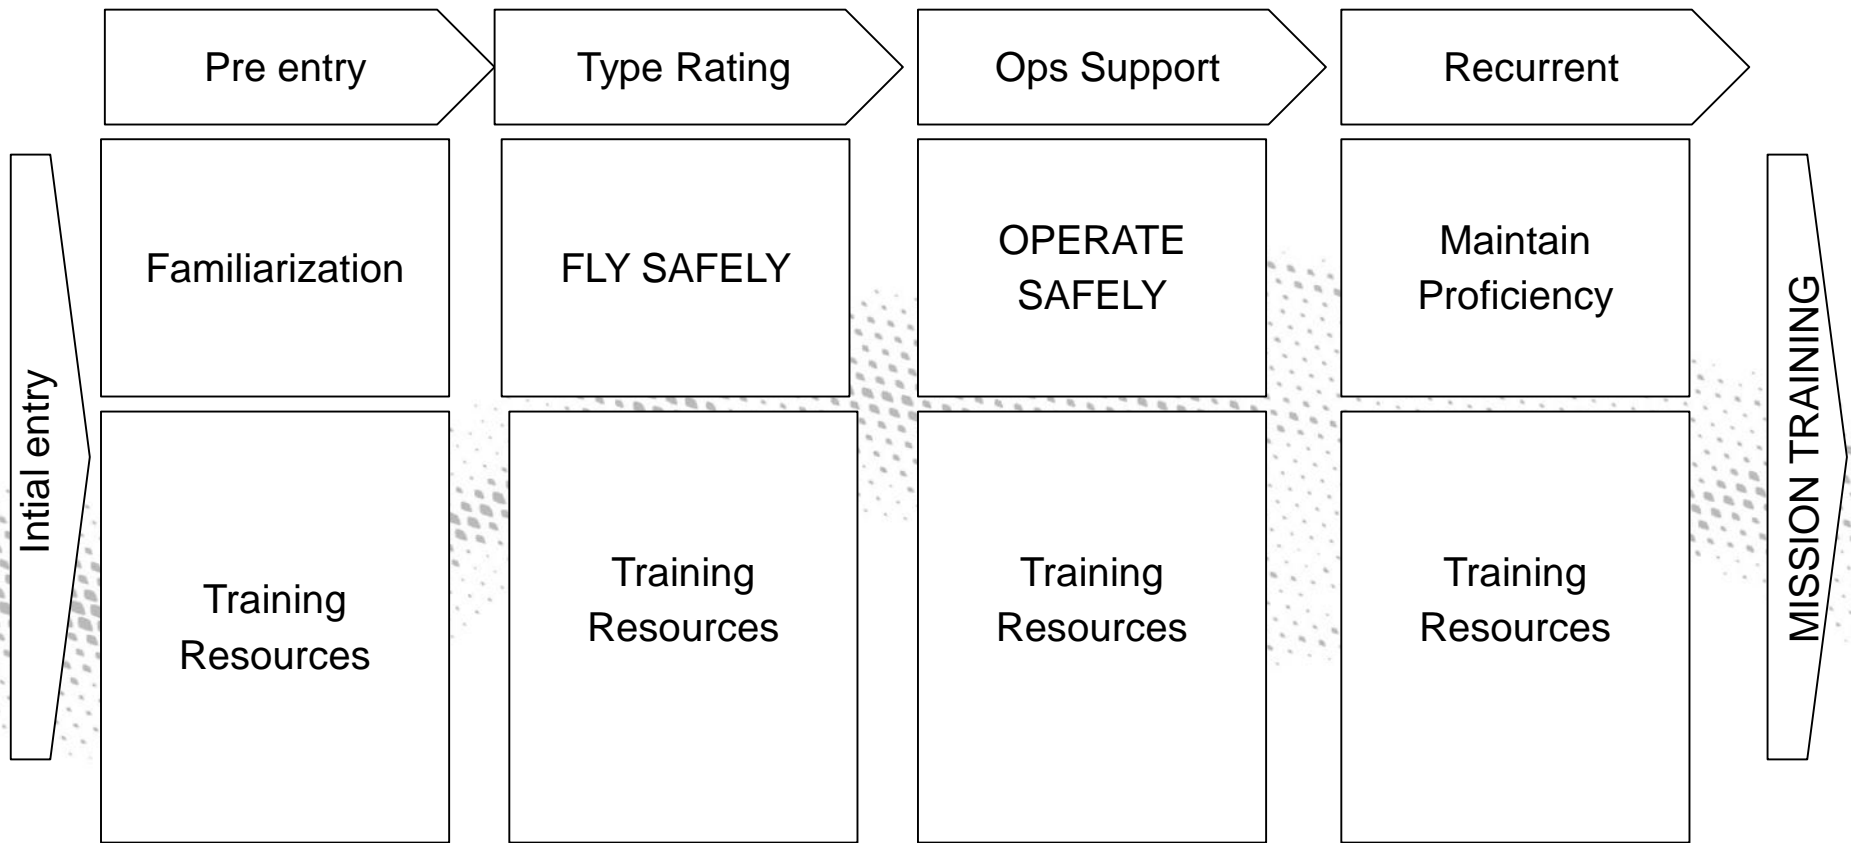 Pre entry
Type Rating
Ops Support
Recurrent
Intial entry
Familiarization
FLY SAFELY
OPERATE
SAFELY
Maintain
Proficiency
MISSION TRAINING
Training
Resources
Training
Resources
Training
Resources
Training
Resources